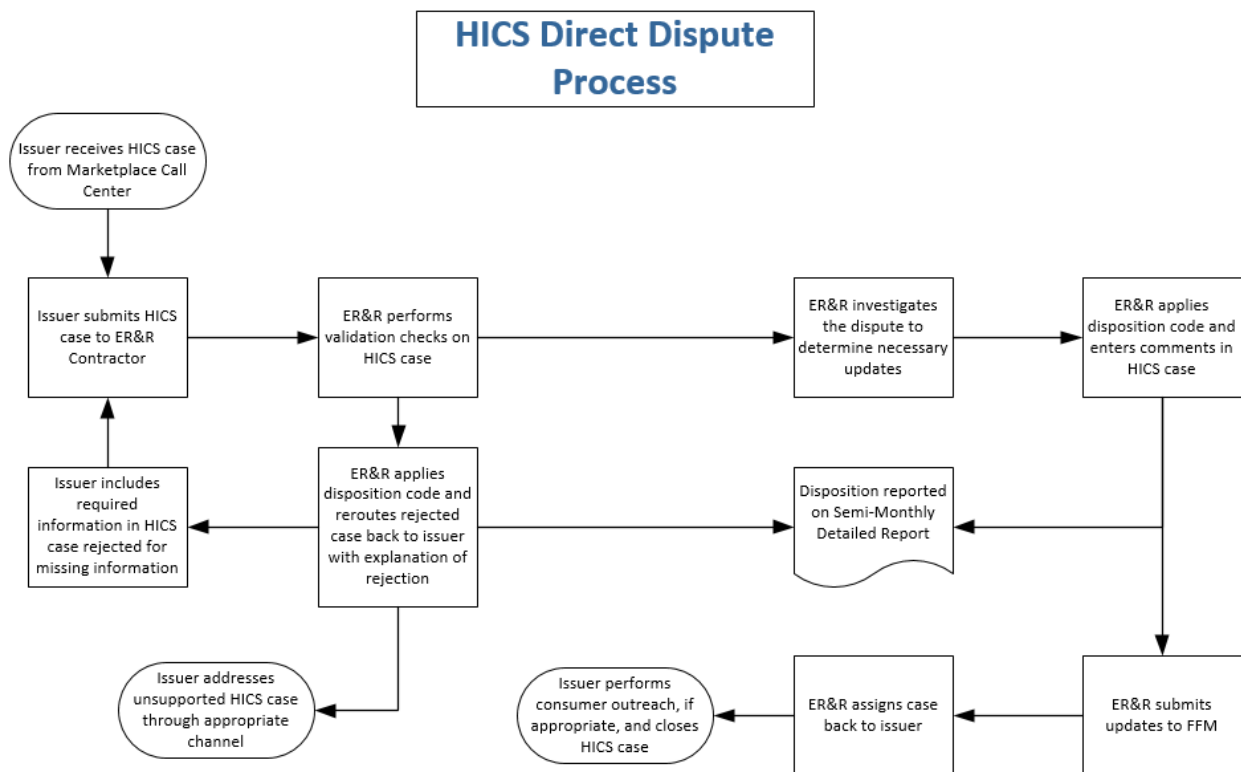 HICS Direct Dispute
Process
Issuer receives HICS case
from Marketplace Call
Center
Issuer submits HICS
case to ER&R
Contractor
ER&R performs
validation checks on
HICS case
ER&R investigates
the dispute to
determine necessary
updates
ER&R applies
disposition code and
enters comments in
HICS case
Issuer includes
required
information in HICS
case rejected for
missing information
ER&R applies
disposition code and
reroutes rejected
case back to issuer
with explanation of
rejection
Disposition reported
on Semi-Monthly
Detailed Report
Issuer addresses
unsupported HICS case
through appropriate
channel
Issuer performs
consumer outreach, if
appropriate, and closes
HICS case
ER&R assigns case
back to issuer
ER&R submits
updates to FFM